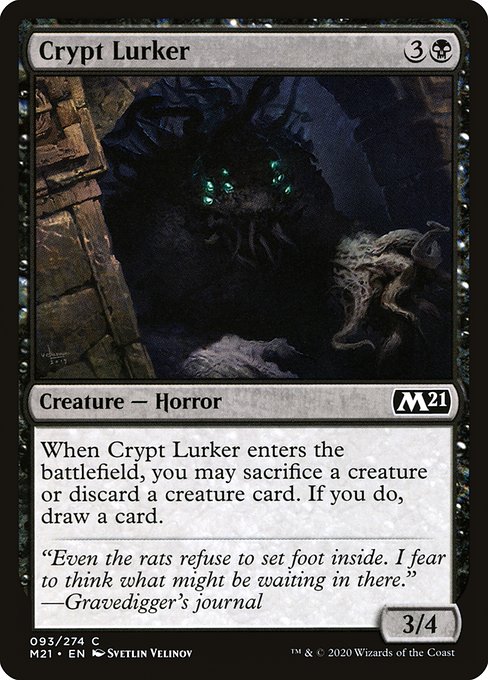 Crypt Lurker 3
Creature — Horror M21
When Crypt Lurker enters the
battlefield, you may sacrifice a creature
or discard a creature card. If you do,
draw a card.
“Even the rats refuse to set foot inside. I fear
to think what might be waiting in there.”
—Gravedigger’s journal
3/4
093/274 C
M21 • EN Svetlin Velinov ™ & © 2020 Wizards of the Coast